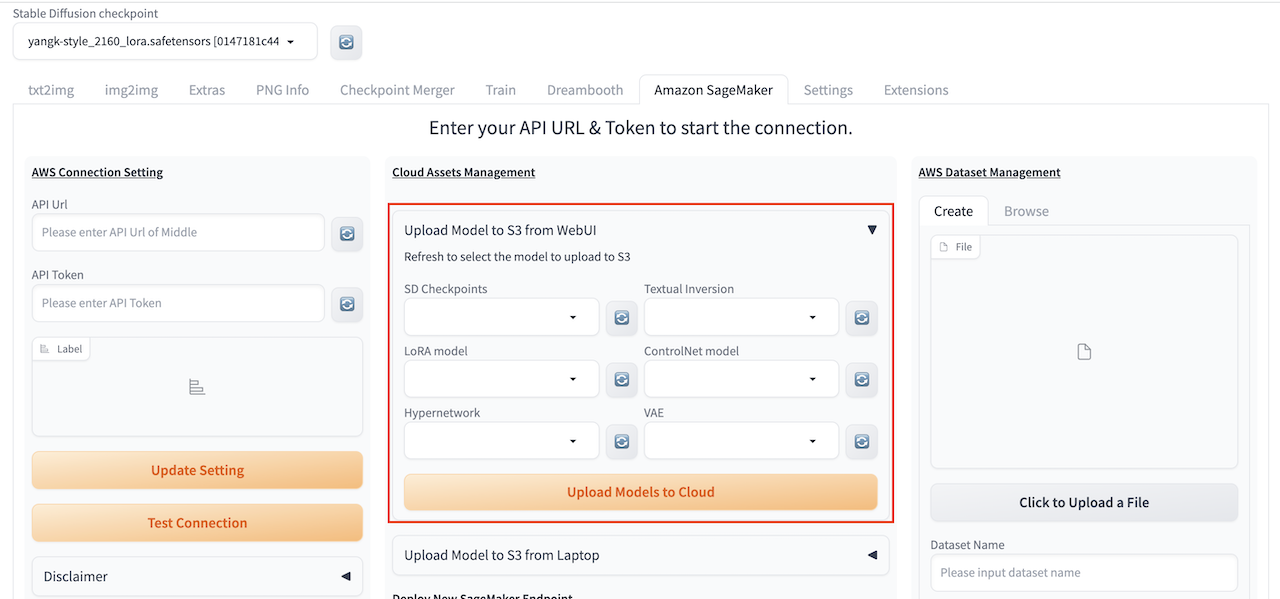 Stable Diffusion checkpoint
yangk-style_2160_lora.safetensors [0147181c44
txt2img img2img Extras PNG Info Checkpoint Merger Train Dreambooth Amazon SageMaker Settings Extensions
Enter your API URL & Token to start the connection.
AWS Connection Setting
API Url
Please enter API Url of Middle
API Token
Please enter API Token
Label
Update Setting
Test Connection
Disclaimer
Cloud Assets Management
Upload Model to S3 from WebUI
Refresh to select the model to upload to S3
SD Checkpoints Textual Inversion
LoRA model ControlNet model
Hypernetwork VAE
Upload Models to Cloud
Upload Model to S3 from Laptop
Deploy New SageMaker Endpoint
AWS Dataset Management
Create Browse
File
Click to Upload a File
Dataset Name
Please input dataset name